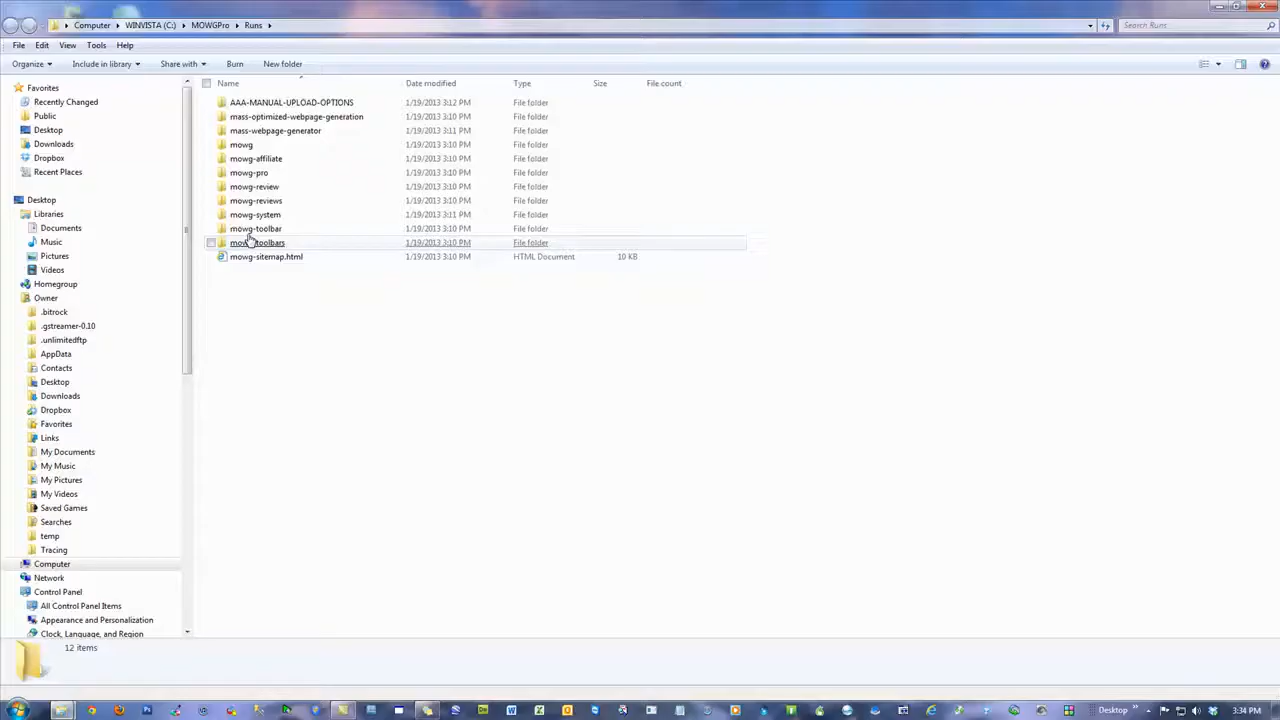 Computer WINVISTA (C:) MOWGPro Runs Search Runs
File Edit View Tools Help
Organize Include in library Share with Burn New folder
Name Date modified Type Size File count
Favorites
Recently Changed
Public
Desktop
Downloads
Dropbox
Recent Places
Desktop
Libraries
Documents
Music
Pictures
Videos
Homegroup
Owner
.bitrock
.gstreamer-0.10
.unlimitedftp
AppData
Contacts
Desktop
Downloads
Dropbox
Favorites
Links
My Documents
My Music
My Pictures
My Videos
Saved Games
Searches
temp
Tracing
Computer
Network
Control Panel
All Control Panel Items
Appearance and Personalization
Clock, Language, and Region
AAA-MANUAL-UPLOAD-OPTIONS 1/19/2013 3:12 PM File folder
mass-optimized-webpage-generation 1/19/2013 3:10 PM File folder
mass-webpage-generator 1/19/2013 3:11 PM File folder
mowg 1/19/2013 3:10 PM File folder
mowg-affiliate 1/19/2013 3:10 PM File folder
mowg-pro 1/19/2013 3:10 PM File folder
mowg-review 1/19/2013 3:10 PM File folder
mowg-reviews 1/19/2013 3:10 PM File folder
mowg-system 1/19/2013 3:11 PM File folder
mowg-toolbar 1/19/2013 3:10 PM File folder
mowg-toolbars 1/19/2013 3:10 PM File folder
mowg-sitemap.html 1/19/2013 3:10 PM HTML Document 10 KB
12 items
Desktop 3:34 PM